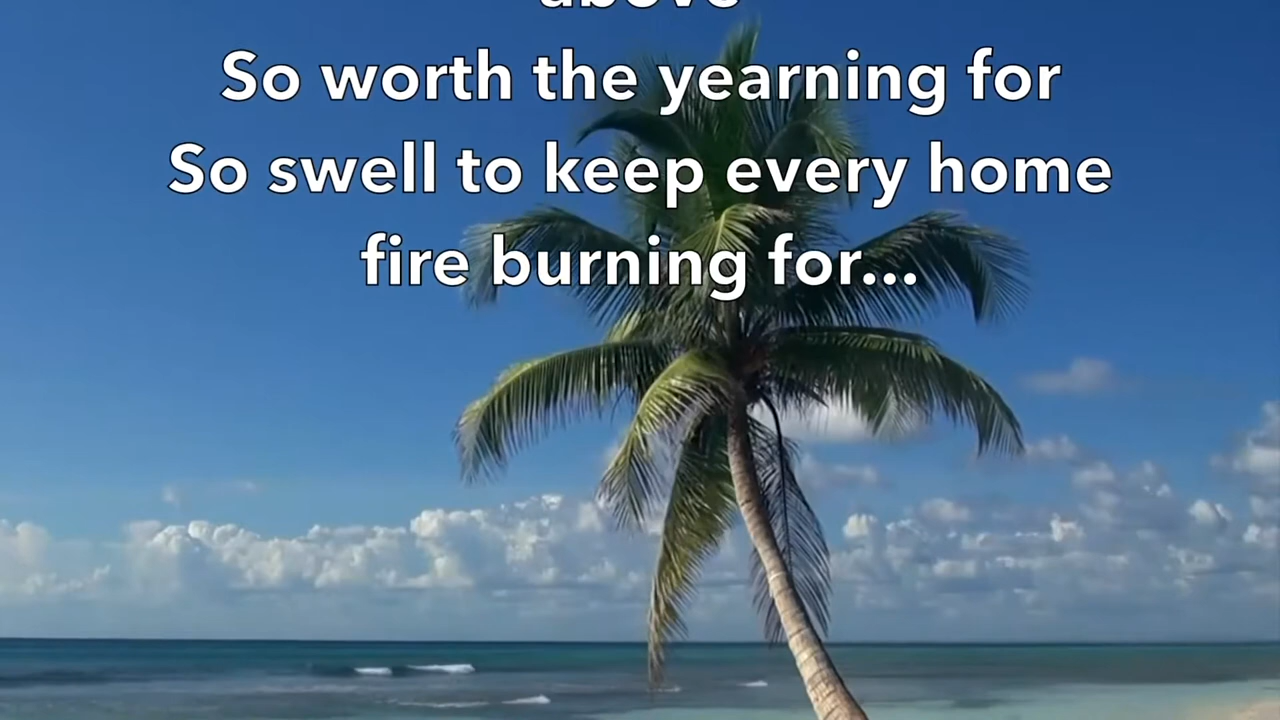 above
So worth the yearning for
So swell to keep every home
fire burning for...